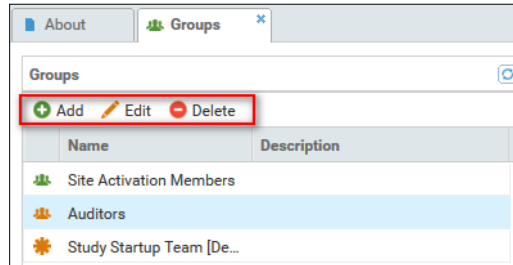 About Groups
Groups
Add Edit Delete
Name Description
Site Activation Members
Auditors
Study Startup Team [De...